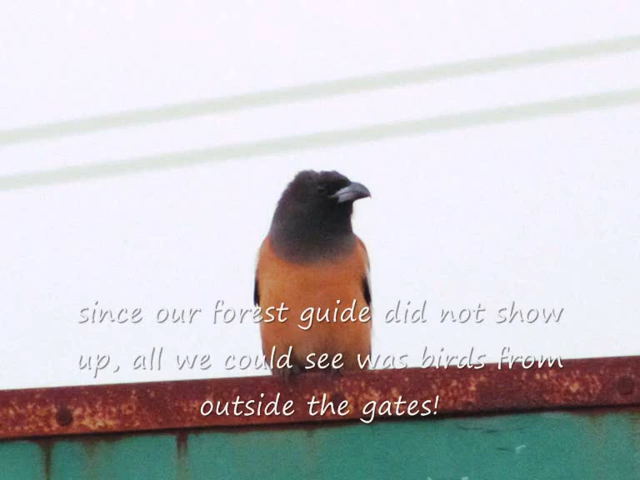 since our forest guide did not show
up, all we could see was birds from
outside the gates!